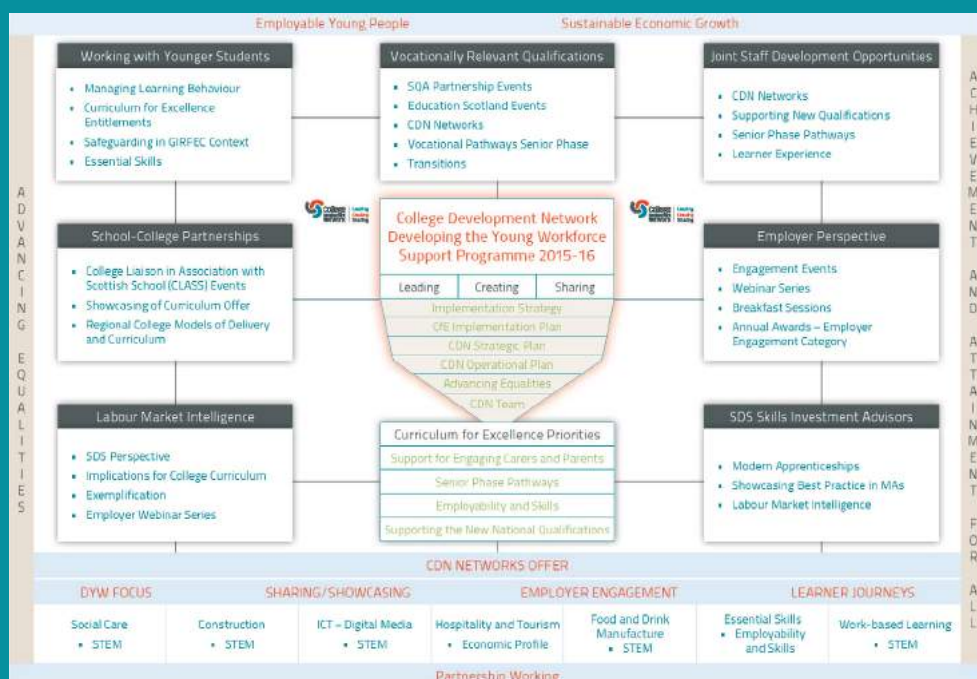 Employable Young People
Sustainable Economic Growth
ADVANCING EQUALITIES
Working with Younger Students
• Managing Learning Behaviour
• Curriculum for Excellence
Entitlements
• Safeguarding in GIRFEC Context
• Essential Skills
Vocationally Relevant Qualifications
• SQA Partnership Events
• Education Scotland Events
• CDN Networks
• Vocational Pathways Senior Phase
• Transitions
Joint Staff Development Opportunities
• CDN Networks
• Supporting New Qualifications
• Senior Phase Pathways
• Learner Experience
School-College Partnerships
• College Liaison in Association with
Scottish School (CLASS) Events
• Showcasing of Curriculum Offer
• Regional College Models of Delivery
and Curriculum
College Development Network
Developing the Young Workforce
Support Programme 2015-16
Leading Creating Sharing
Implementation Strategy
CfE Implementation Plan
CDN Strategic Plan
CDN Operational Plan
Advancing Equalities
CDN Team
Employer Perspective
• Engagement Events
• Webinar Series
• Breakfast Sessions
• Annual Awards – Employer
Engagement Category
Labour Market Intelligence
• SDS Perspective
• Implications for College Curriculum
• Exemplification
• Employer Webinar Series
Curriculum for Excellence Priorities
Support for Engaging Carers and Parents
Senior Phase Pathways
Employability and Skills
Supporting the New National Qualifications
SDS Skills Investment Advisors
• Modern Apprenticeships
• Showcasing Best Practice in MAs
• Labour Market Intelligence
ACHIEVEMENT AND ATTAINMENT FOR ALL
CDN NETWORKS OFFER
DYW FOCUS
SHARING/SHOWCASING
EMPLOYER ENGAGEMENT
LEARNER JOURNEYS
Social Care
• STEM
Construction
• STEM
ICT – Digital Media
• STEM
Hospitality and Tourism
• Economic Profile
Food and Drink
Manufacture
• STEM
Essential Skills
• Employability
and Skills
Work-based Learning
• STEM
Partnership Working